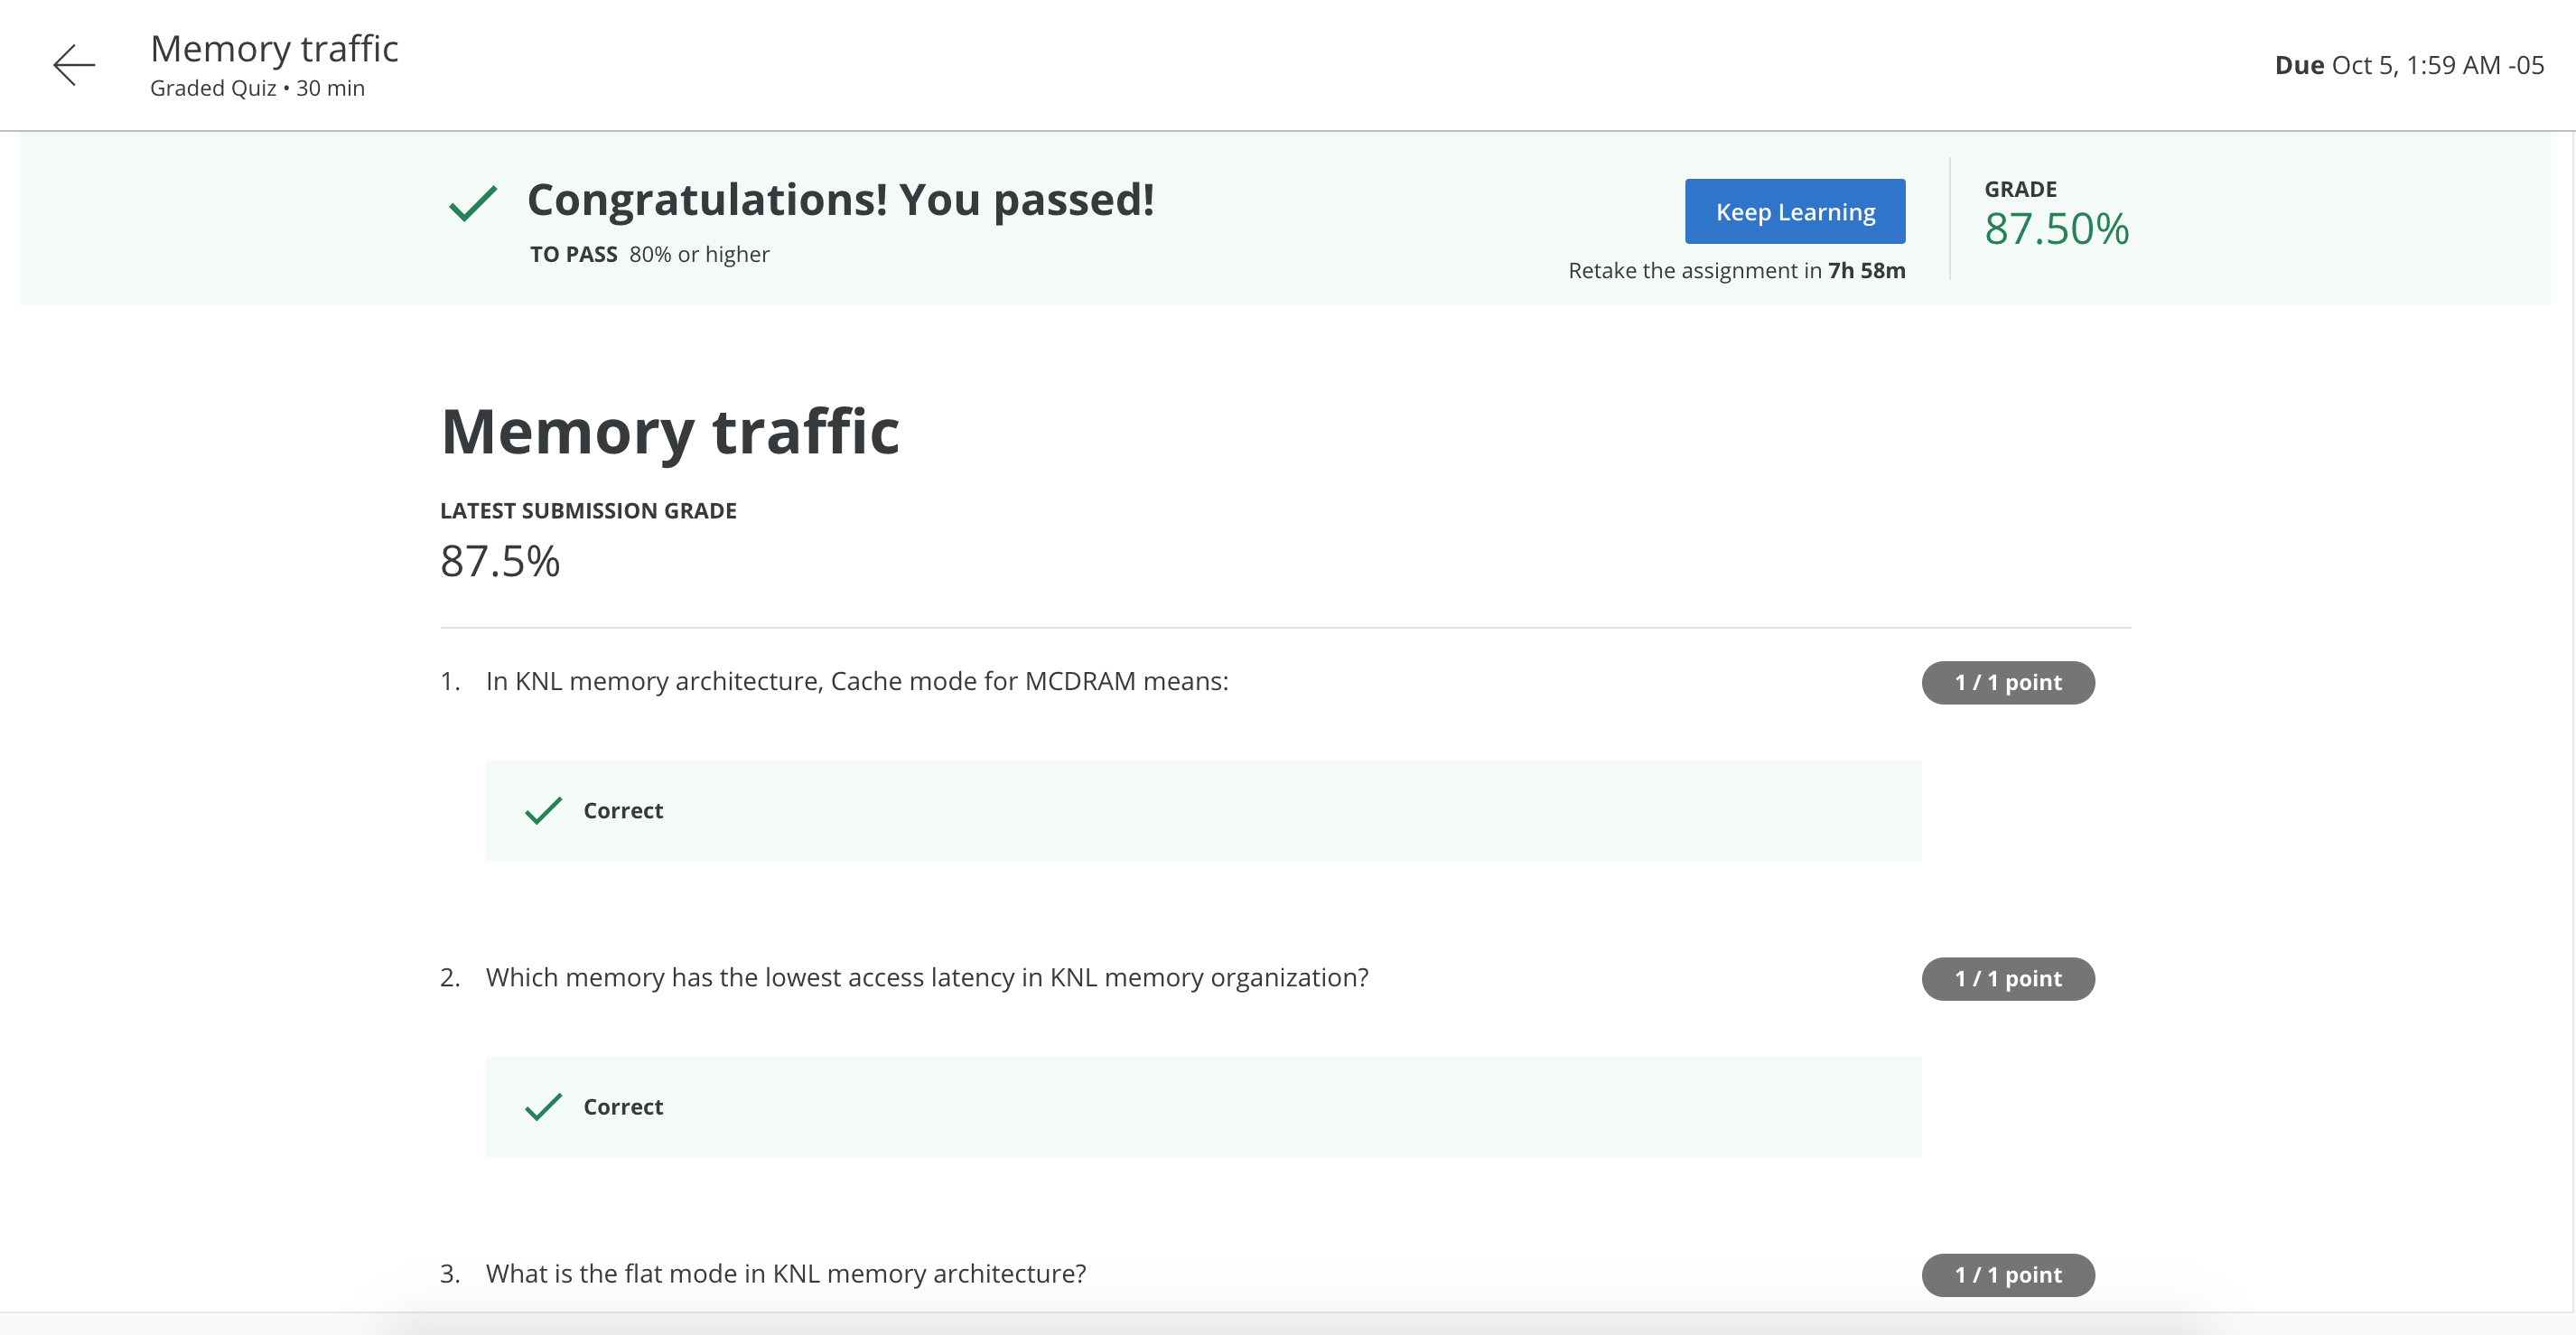 Memory traffic
Graded Quiz • 30 min
Due Oct 5, 1:59 AM -05
Congratulations! You passed!
TO PASS 80% or higher
Keep Learning
Retake the assignment in 7h 58m
GRADE
87.50%
Memory traffic
LATEST SUBMISSION GRADE
87.5%
1. In KNL memory architecture, Cache mode for MCDRAM means:
1 / 1 point
Correct
2. Which memory has the lowest access latency in KNL memory organization?
1 / 1 point
Correct
3. What is the flat mode in KNL memory architecture?
1 / 1 point